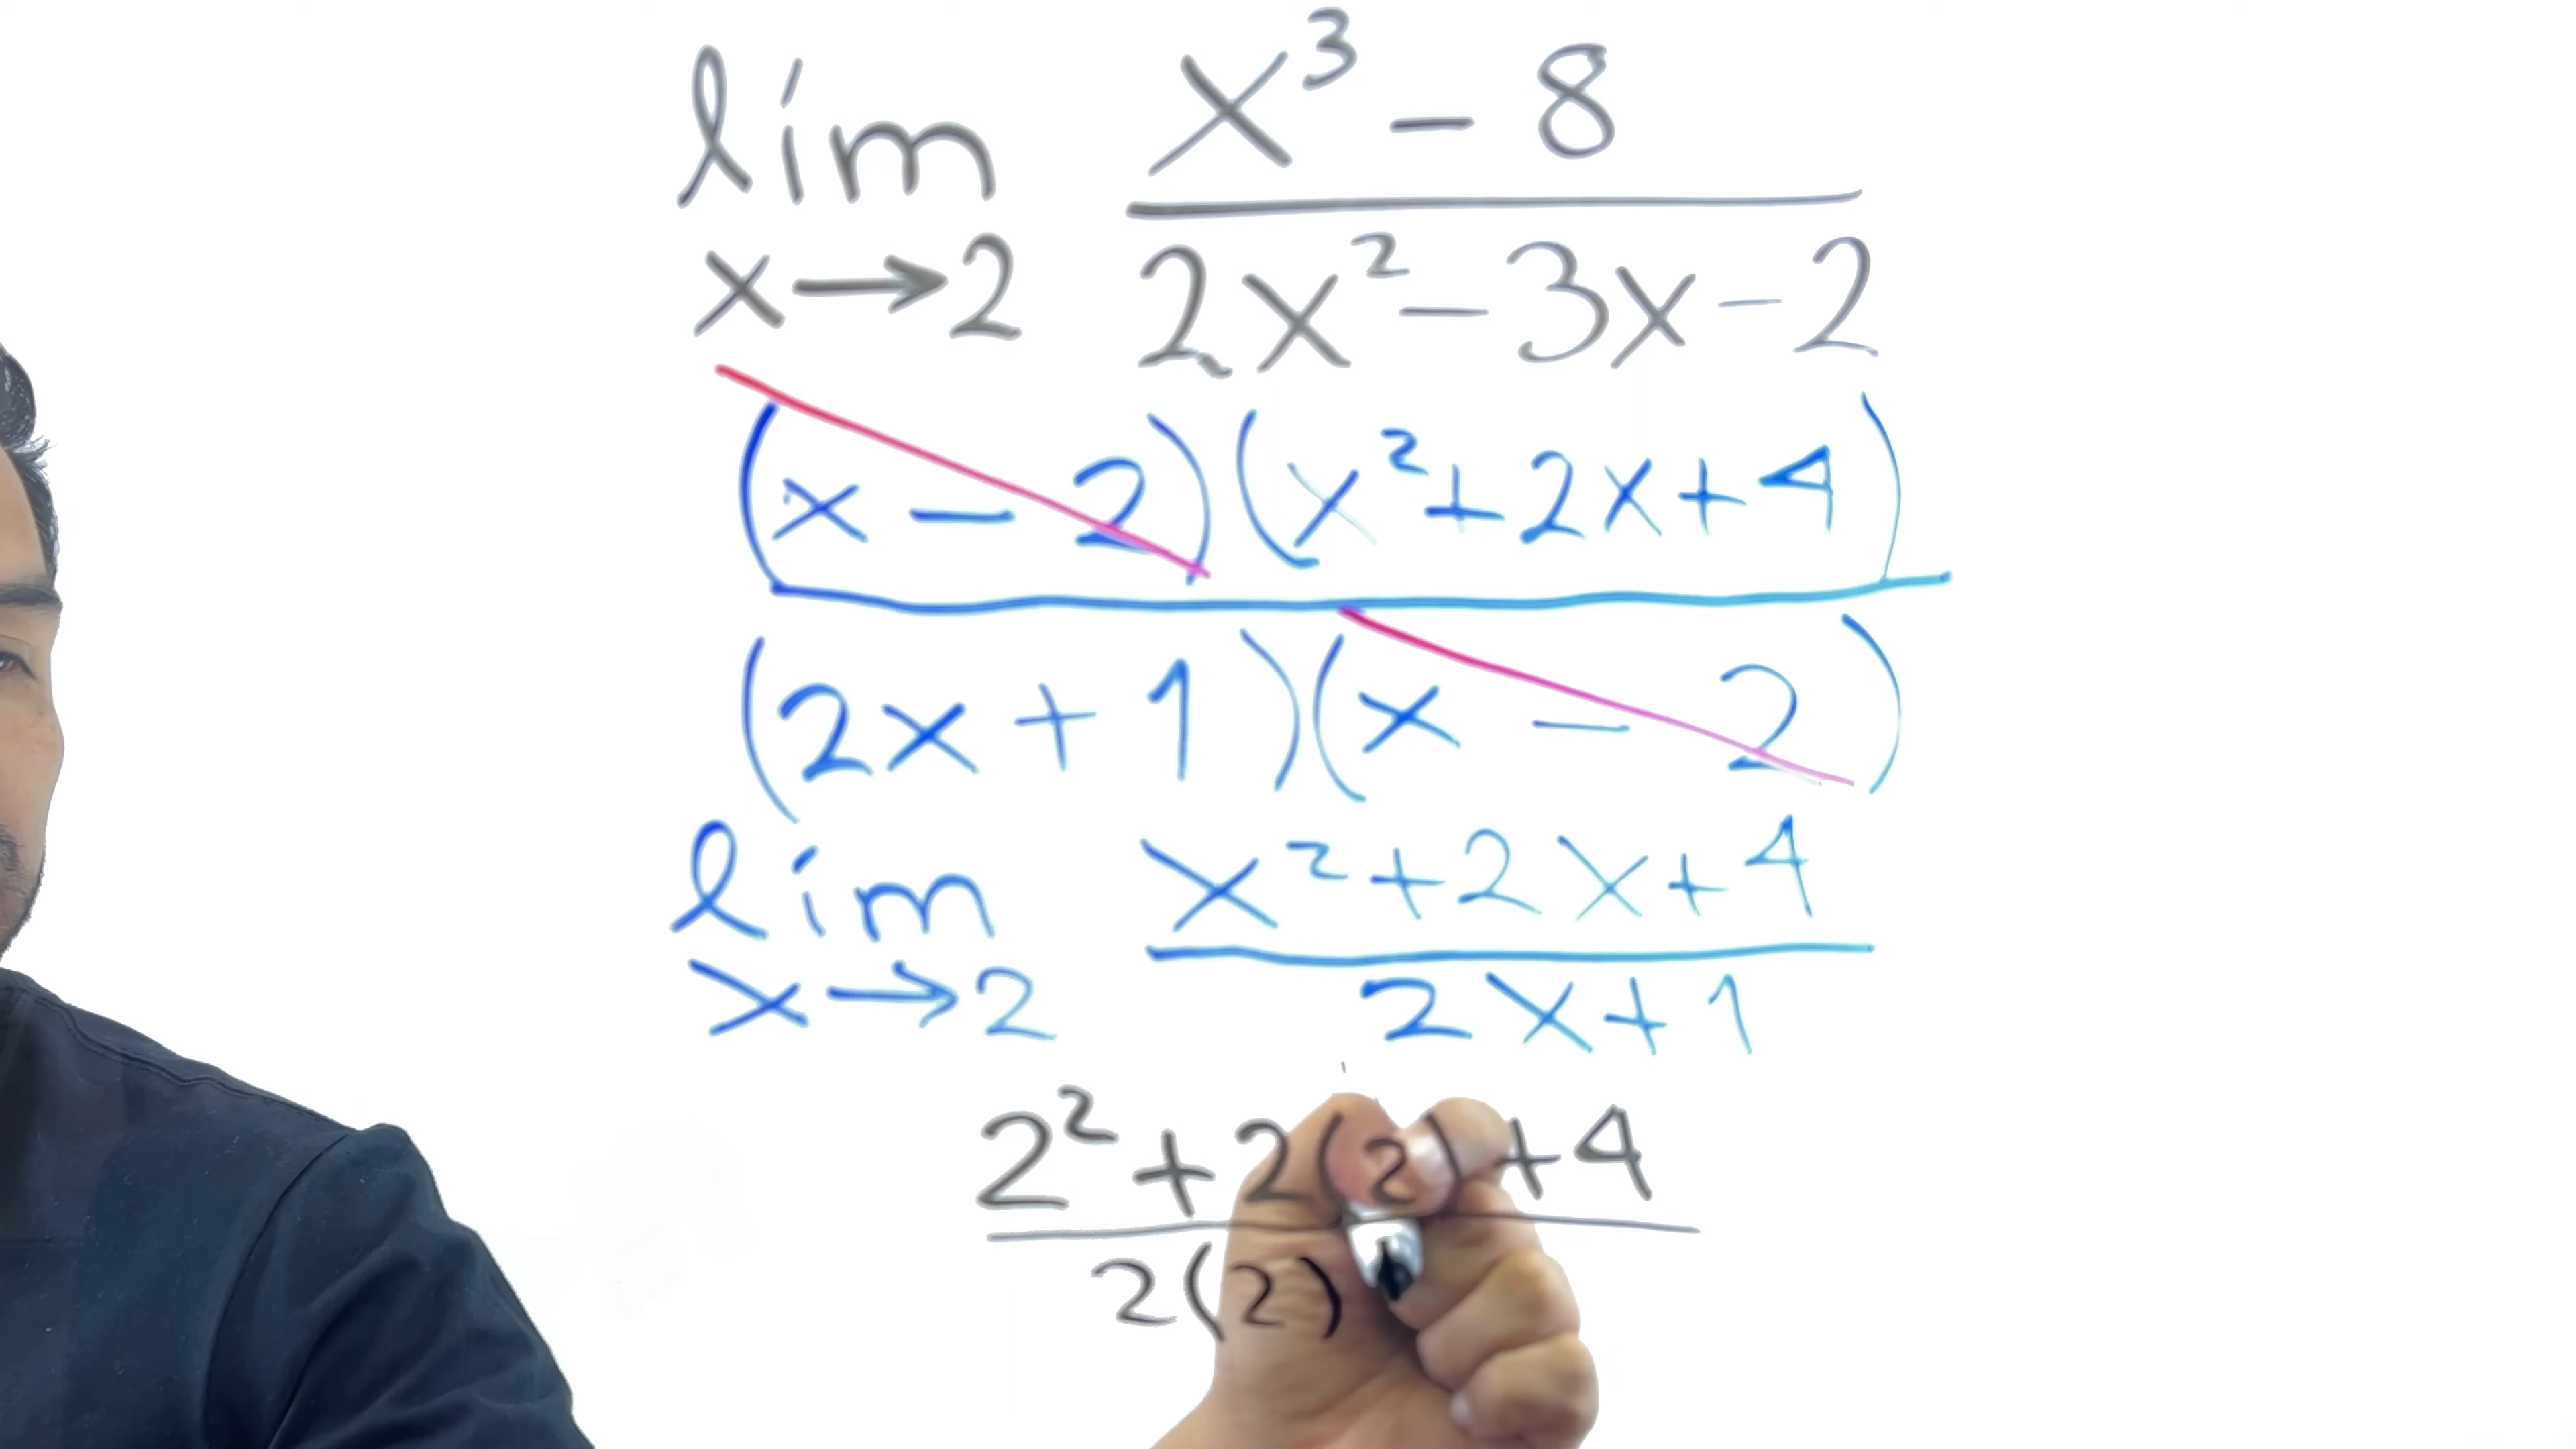 lim x³ - 8
x→2 2x² - 3x - 2
(x - 2)(x² + 2x + 4)
(2x + 1)(x - 2)
lim x² + 2x + 4
x→2 2x + 1
2² + 2(2) + 4
2(2)